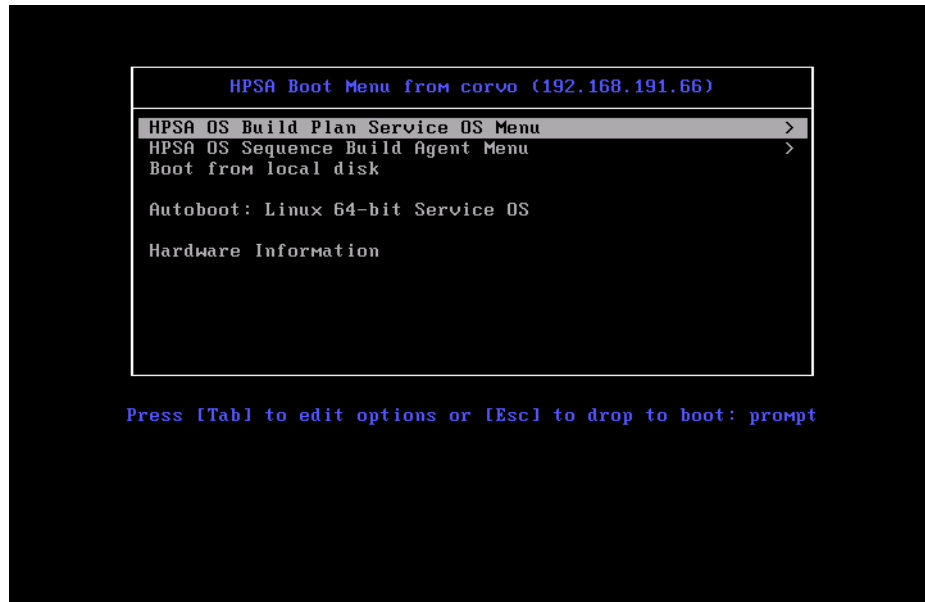 HPSA Boot Menu from corvo (192.168.191.66)
HPSA OS Build Plan Service OS Menu >
HPSA OS Sequence Build Agent Menu >
Boot from local disk
Autoboot: Linux 64-bit Service OS
Hardware Information
Press [Tab] to edit options or [Esc] to drop to boot: prompt